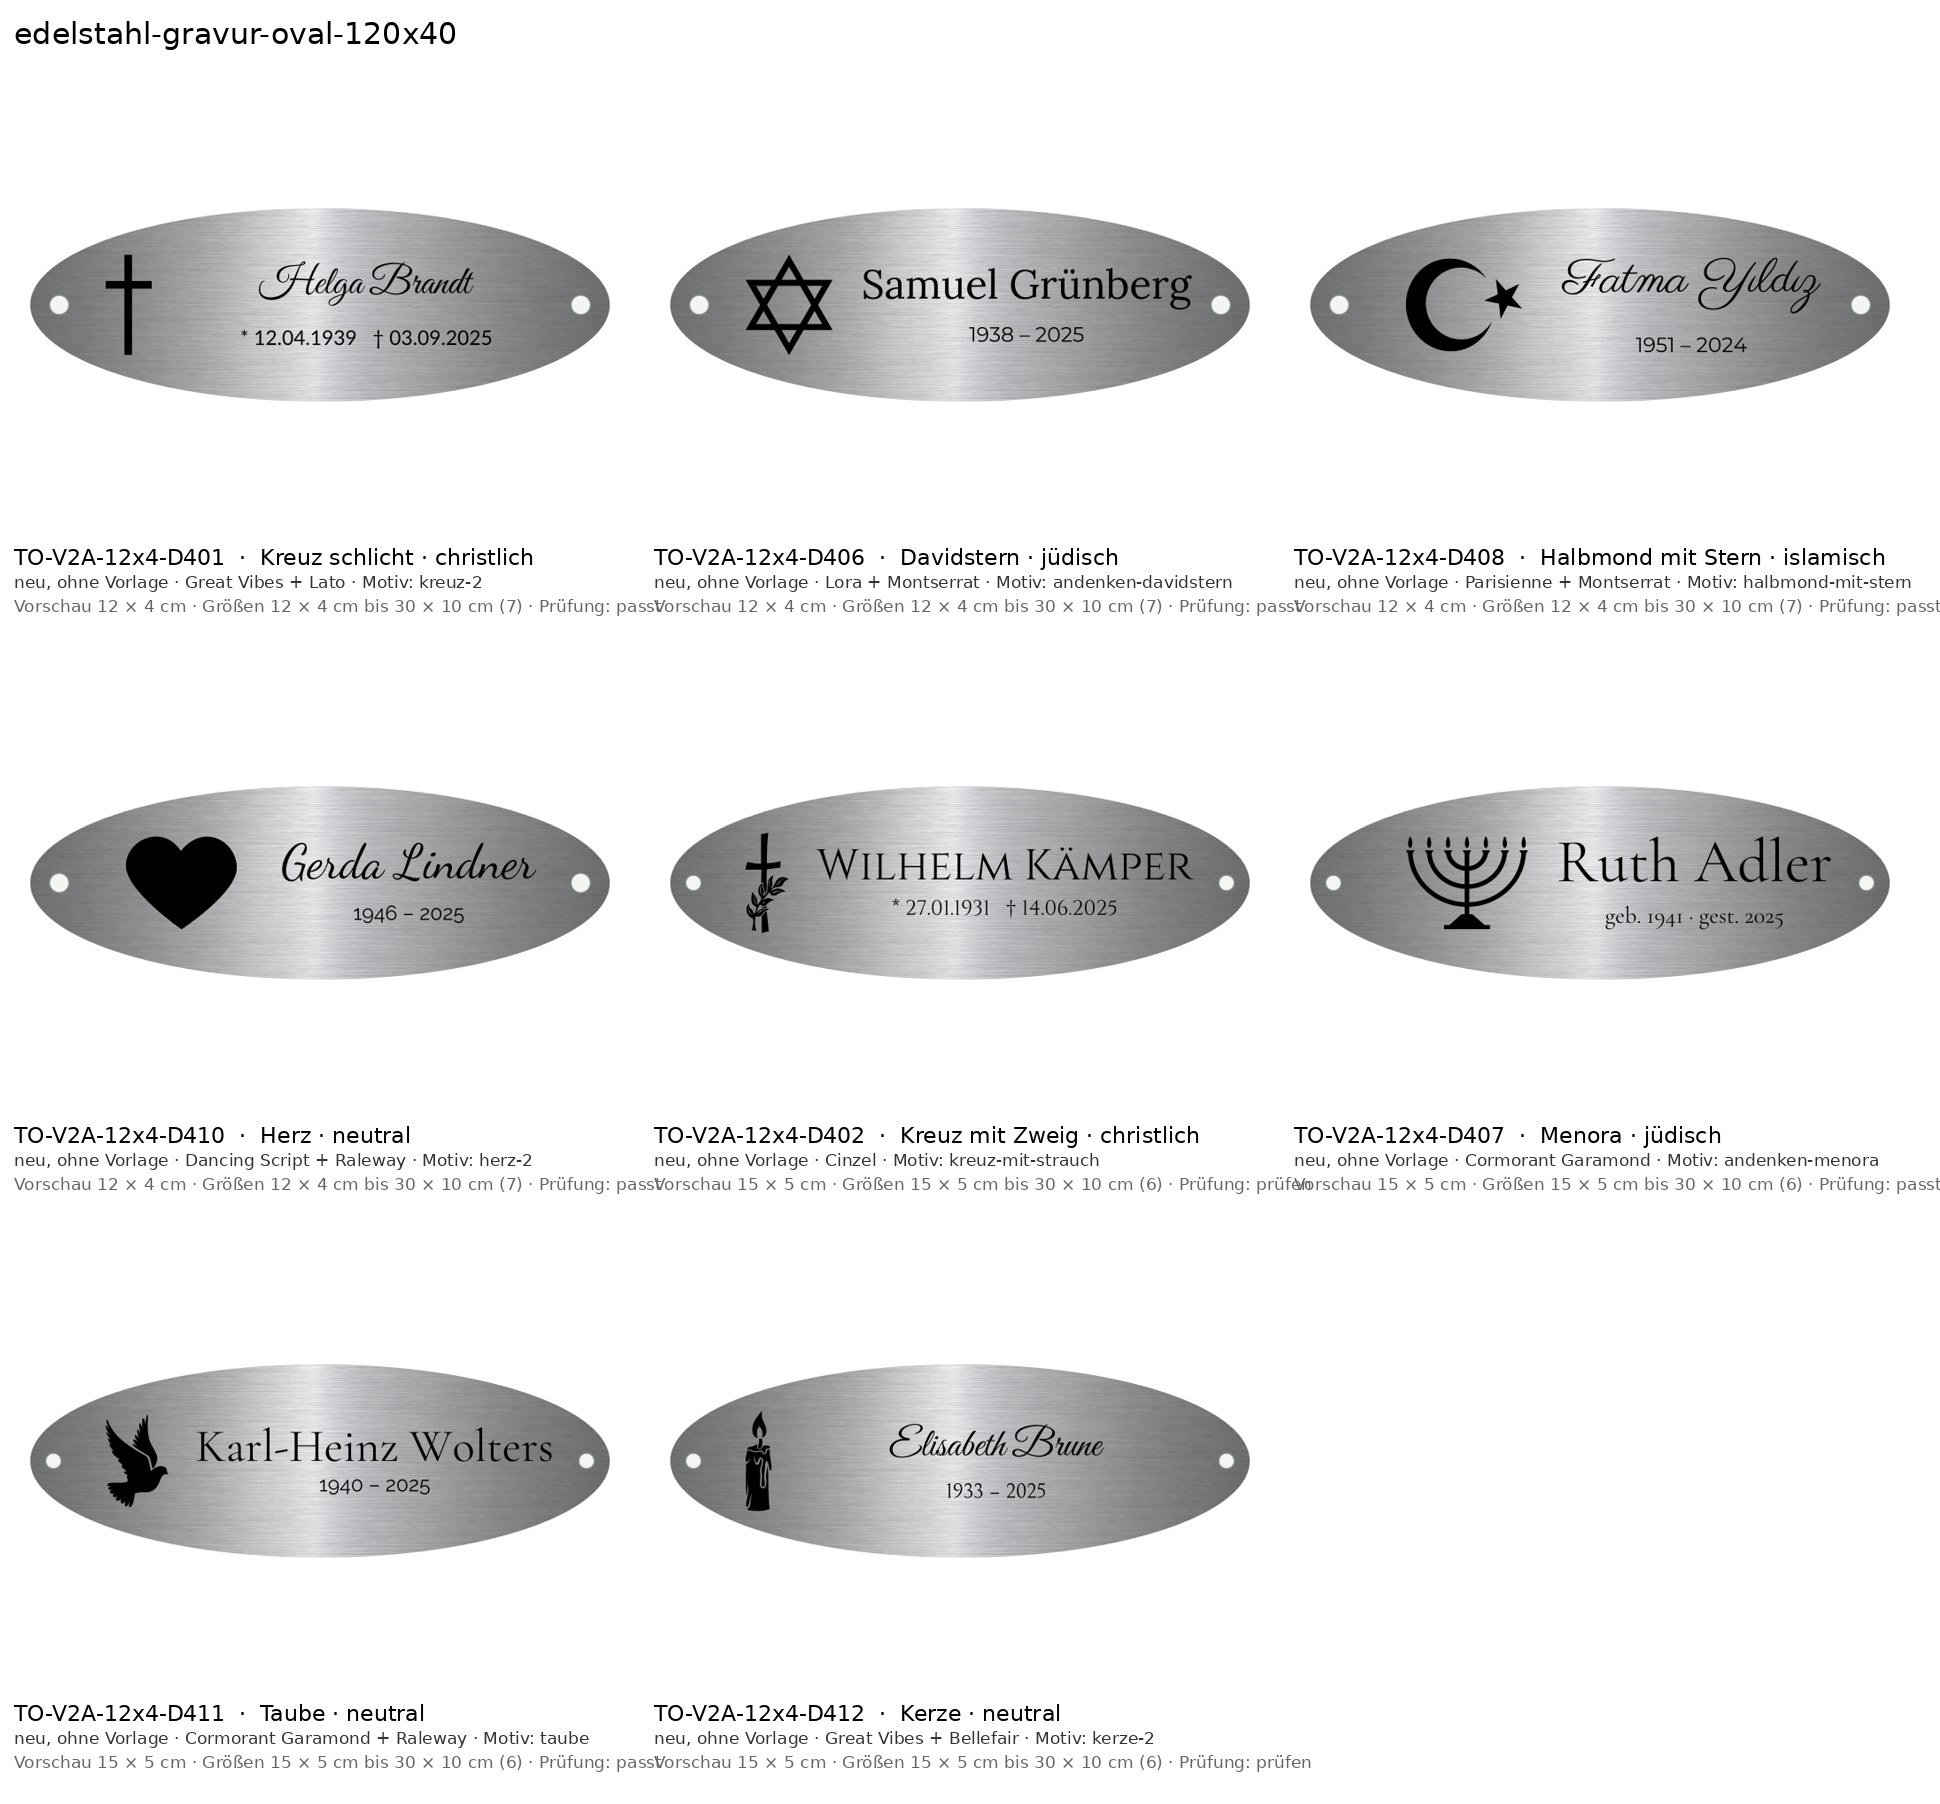 edelstahl-gravur-oval-120x40
Helga Brandt
* 12.04.1939 † 03.09.2025
Samuel Grünberg
1938 – 2025
Fatma Yıldız
1951 – 2024
TO-V2A-12x4-D401 · Kreuz schlicht · christlich
neu, ohne Vorlage · Great Vibes + Lato · Motiv: kreuz-2
Vorschau 12 × 4 cm · Größen 12 × 4 cm bis 30 × 10 cm (7) · Prüfung: passt
TO-V2A-12x4-D406 · Davidstern · jüdisch
neu, ohne Vorlage · Lora + Montserrat · Motiv: andenken-davidstern
Vorschau 12 × 4 cm · Größen 12 × 4 cm bis 30 × 10 cm (7) · Prüfung: passt
TO-V2A-12x4-D408 · Halbmond mit Stern · islamisch
neu, ohne Vorlage · Parisienne + Montserrat · Motiv: halbmond-mit-stern
Vorschau 12 × 4 cm · Größen 12 × 4 cm bis 30 × 10 cm (7) · Prüfung: passt
Gerda Lindner
1946 – 2025
Wilhelm Kämper
* 27.01.1931 † 14.06.2025
Ruth Adler
geb. 1941 · gest. 2025
TO-V2A-12x4-D410 · Herz · neutral
neu, ohne Vorlage · Dancing Script + Raleway · Motiv: herz-2
Vorschau 12 × 4 cm · Größen 12 × 4 cm bis 30 × 10 cm (7) · Prüfung: passt
TO-V2A-12x4-D402 · Kreuz mit Zweig · christlich
neu, ohne Vorlage · Cinzel · Motiv: kreuz-mit-strauch
Vorschau 15 × 5 cm · Größen 15 × 5 cm bis 30 × 10 cm (6) · Prüfung: prüfen
TO-V2A-12x4-D407 · Menora · jüdisch
neu, ohne Vorlage · Cormorant Garamond · Motiv: andenken-menora
Vorschau 15 × 5 cm · Größen 15 × 5 cm bis 30 × 10 cm (6) · Prüfung: passt
Karl-Heinz Wolters
1940 – 2025
Elisabeth Brune
1933 – 2025
TO-V2A-12x4-D411 · Taube · neutral
neu, ohne Vorlage · Cormorant Garamond + Raleway · Motiv: taube
Vorschau 15 × 5 cm · Größen 15 × 5 cm bis 30 × 10 cm (6) · Prüfung: passt
TO-V2A-12x4-D412 · Kerze · neutral
neu, ohne Vorlage · Great Vibes + Bellefair · Motiv: kerze-2
Vorschau 15 × 5 cm · Größen 15 × 5 cm bis 30 × 10 cm (6) · Prüfung: prüfen